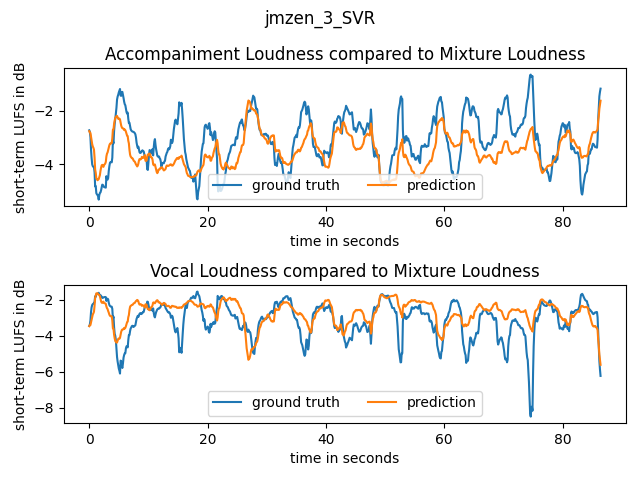 jmzen_3_SVR
Accompaniment Loudness compared to Mixture Loudness
short-term LUFS in dB
−2
−4
ground truth
prediction
0 20 40 60 80
time in seconds
Vocal Loudness compared to Mixture Loudness
short-term LUFS in dB
−2
−4
−6
−8
ground truth
prediction
0 20 40 60 80
time in seconds